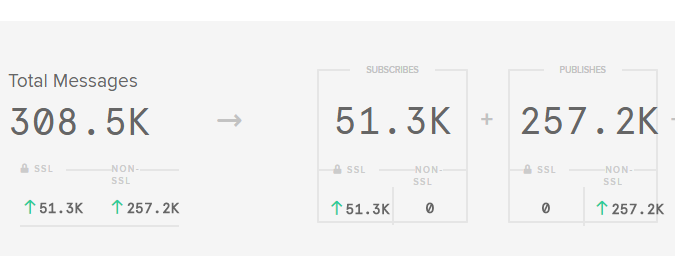 SUBSCRIBES PUBLISHES
Total Messages
308.5K → 51.3K + 257.2K
SSL NON-SSL SSL NON-SSL SSL NON-SSL
↑51.3K ↑257.2K ↑51.3K 0 0 ↑257.2K